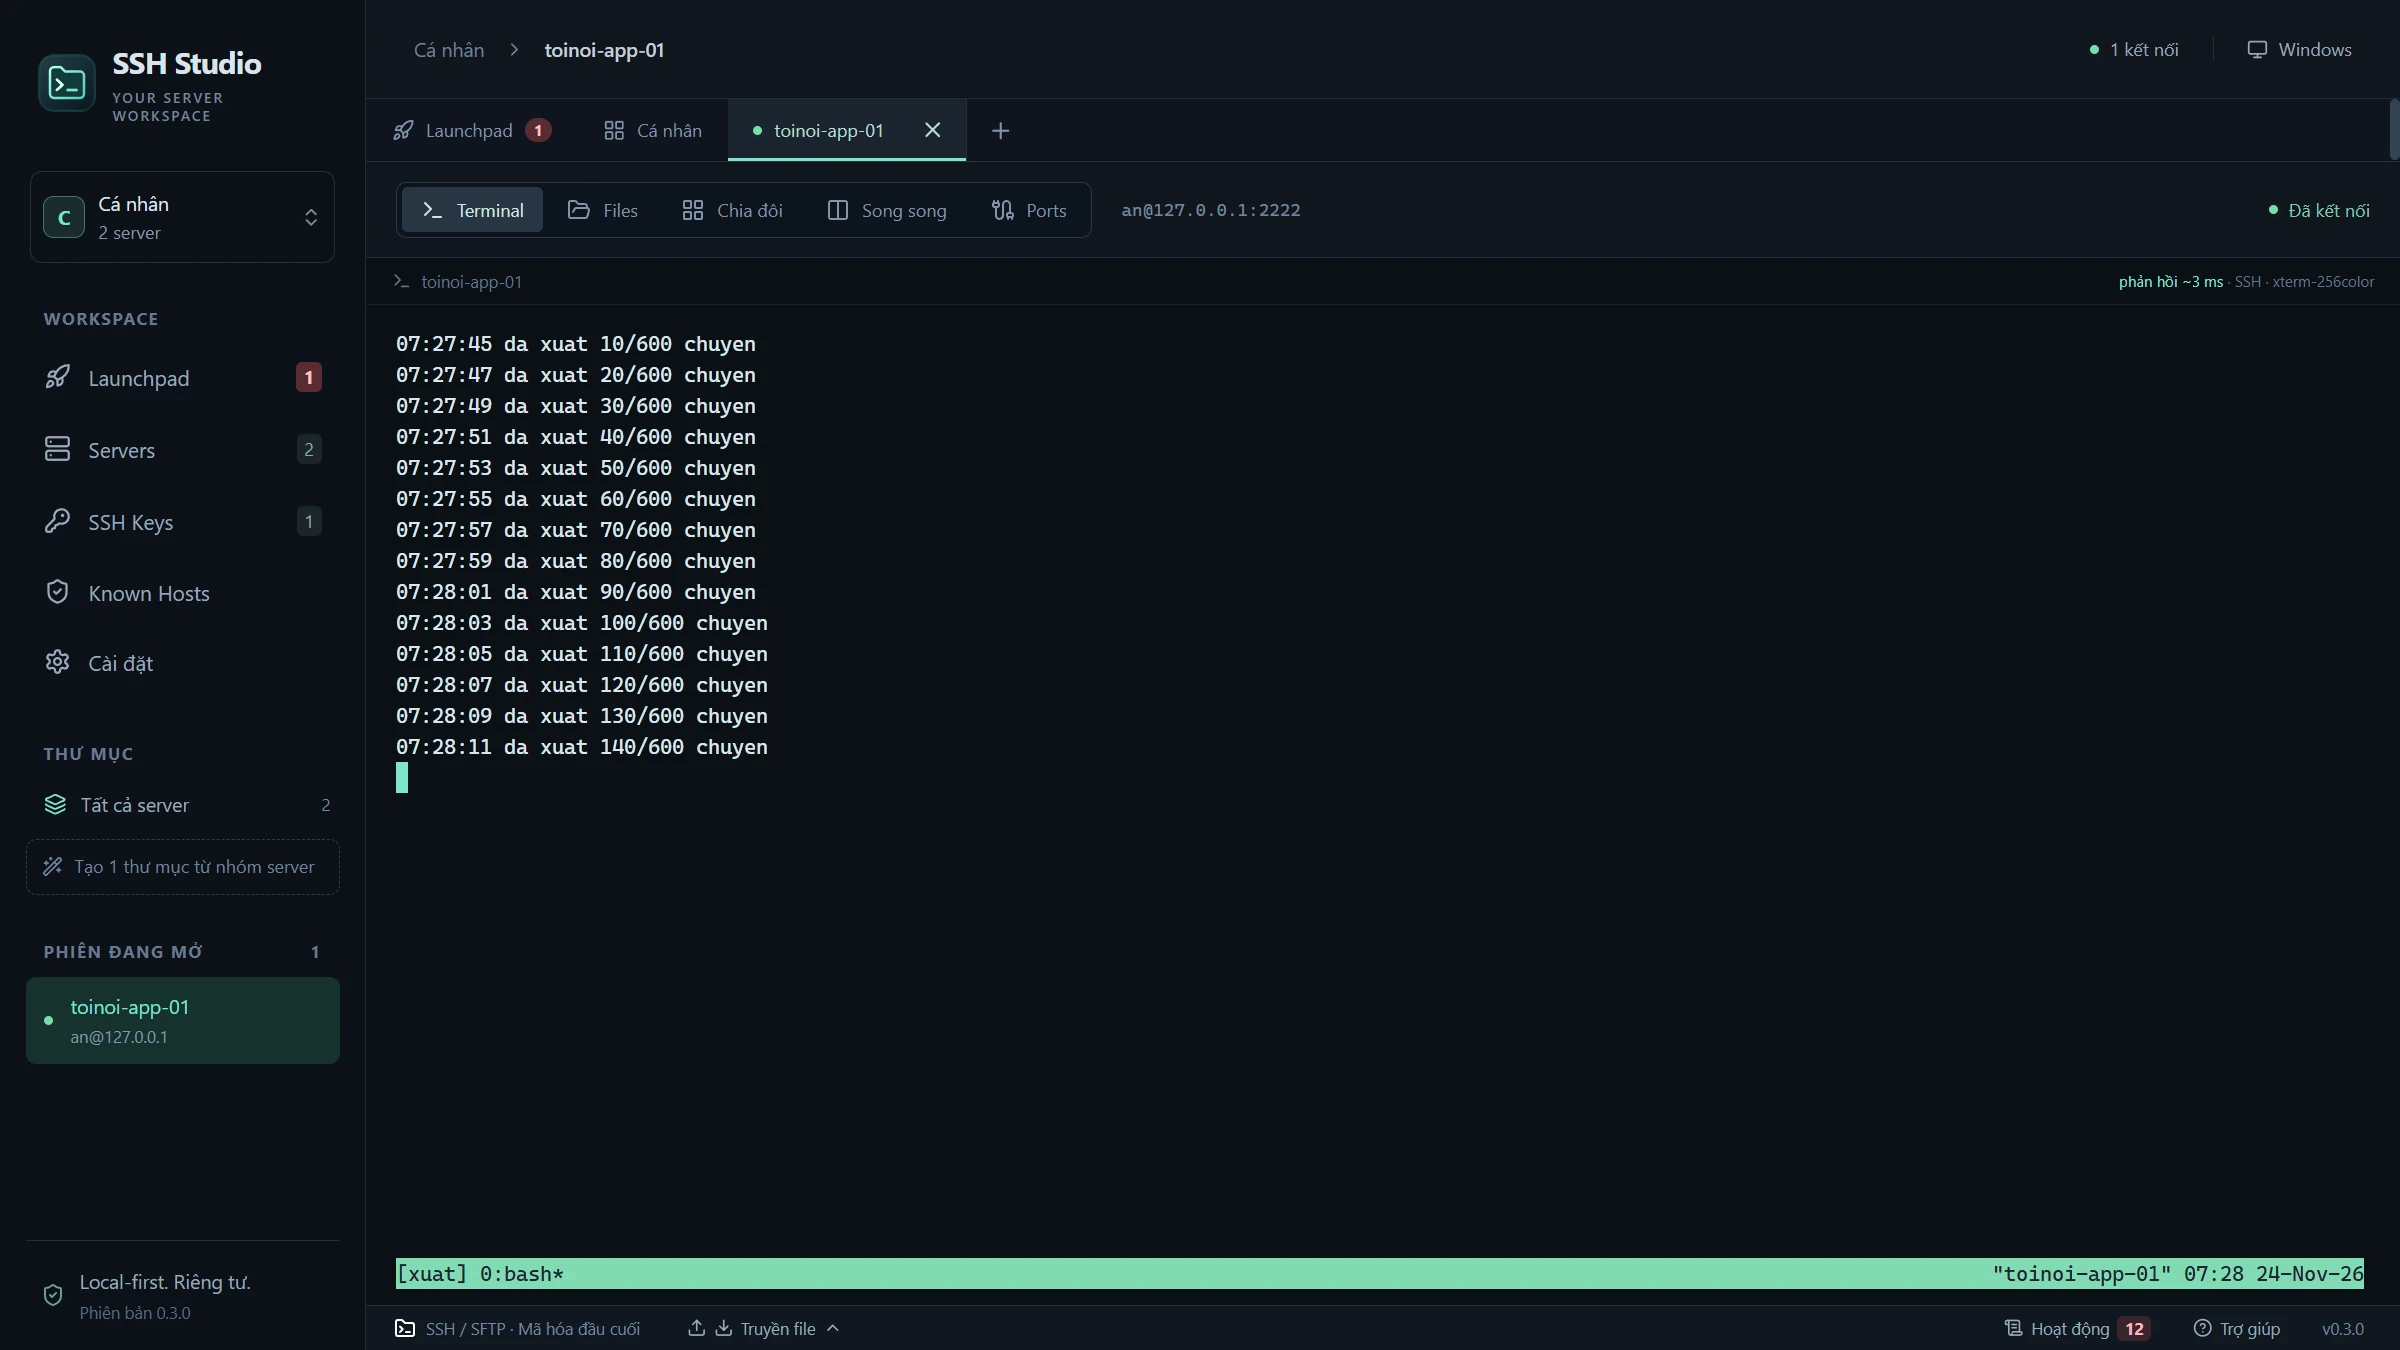 SSH Studio
YOUR SERVER
WORKSPACE
C
Cá nhân
2 server
WORKSPACE
Launchpad 1
Servers 2
SSH Keys 1
Known Hosts
Cài đặt
THƯ MỤC
Tất cả server 2
Tạo 1 thư mục từ nhóm server
PHIÊN ĐANG MỞ 1
toinoi-app-01
an@127.0.0.1
Local-first. Riêng tư.
Phiên bản 0.3.0
Cá nhân > toinoi-app-01
1 kết nối
Windows
Launchpad 1
Cá nhân
toinoi-app-01
Terminal
Files
Chia đôi
Song song
Ports
an@127.0.0.1:2222
Đã kết nối
toinoi-app-01
phản hồi ~3 ms · SSH · xterm-256color
07:27:45 da xuat 10/600 chuyen
07:27:47 da xuat 20/600 chuyen
07:27:49 da xuat 30/600 chuyen
07:27:51 da xuat 40/600 chuyen
07:27:53 da xuat 50/600 chuyen
07:27:55 da xuat 60/600 chuyen
07:27:57 da xuat 70/600 chuyen
07:27:59 da xuat 80/600 chuyen
07:28:01 da xuat 90/600 chuyen
07:28:03 da xuat 100/600 chuyen
07:28:05 da xuat 110/600 chuyen
07:28:07 da xuat 120/600 chuyen
07:28:09 da xuat 130/600 chuyen
07:28:11 da xuat 140/600 chuyen
[xuat] 0:bash* "toinoi-app-01" 07:28 24-Nov-26
SSH / SFTP · Mã hóa đầu cuối
Truyền file
Hoạt động 12
Trợ giúp
v0.3.0